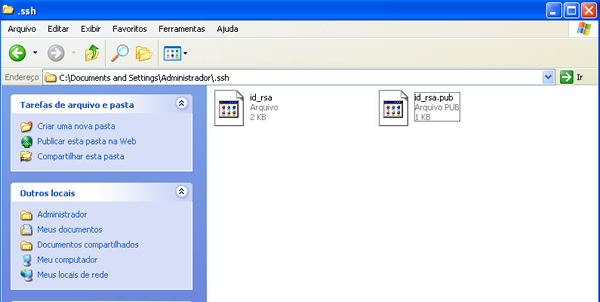 .ssh
Arquivo Editar Exibir Favoritos Ferramentas Ajuda
Endereço C:\Documents and Settings\Administrador\.ssh Ir
Tarefas de arquivo e pasta
Criar uma nova pasta
Publicar esta pasta na Web
Compartilhar esta pasta
Outros locais
Administrador
Meus documentos
Documentos compartilhados
Meu computador
Meus locais de rede
id_rsa
Arquivo
2 KB
id_rsa.pub
Arquivo PUB
1 KB